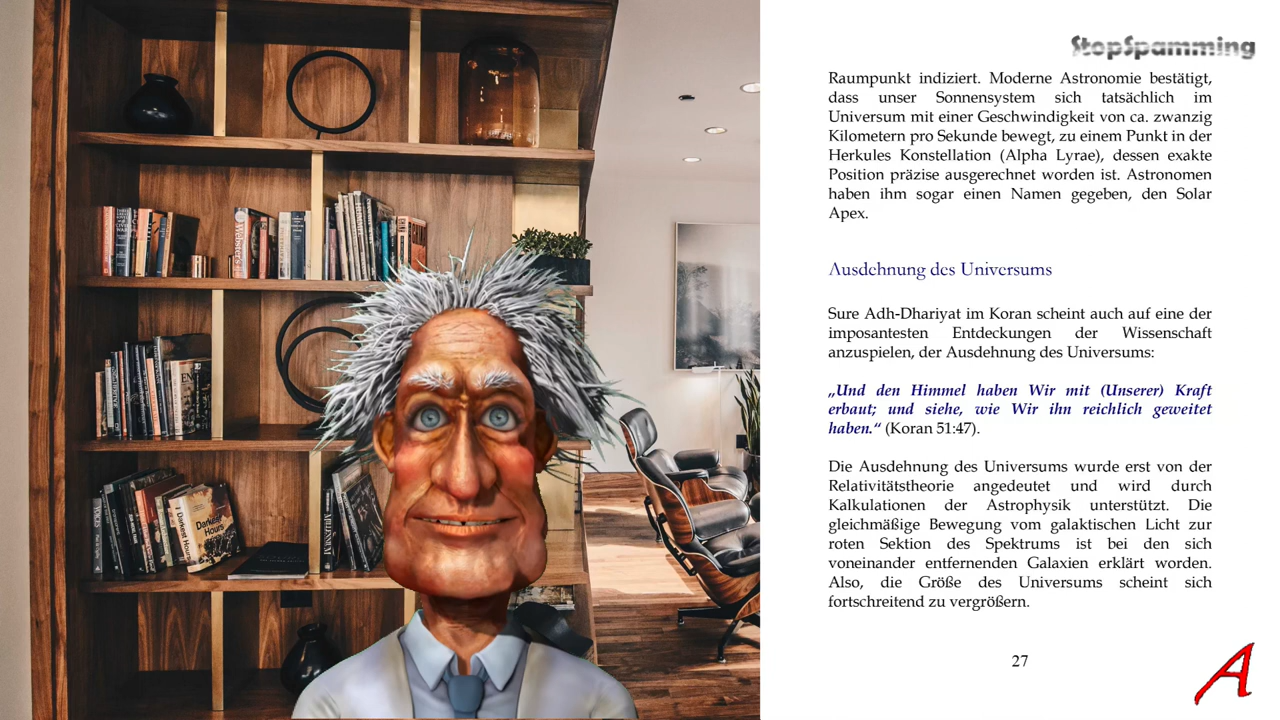 StopSpamming
Raumpunkt indiziert. Moderne Astronomie bestätigt,
dass unser Sonnensystem sich tatsächlich im
Universum mit einer Geschwindigkeit von ca. zwanzig
Kilometern pro Sekunde bewegt, zu einem Punkt in der
Herkules Konstellation (Alpha Lyrae), dessen exakte
Position präzise ausgerechnet worden ist. Astronomen
haben ihm sogar einen Namen gegeben, den Solar
Apex.
Ausdehnung des Universums
Sure Adh-Dhariyat im Koran scheint auch auf eine der
imposantesten Entdeckungen der Wissenschaft
anzuspielen, der Ausdehnung des Universums:
„Und den Himmel haben Wir mit (Unserer) Kraft
erbaut; und siehe, wie Wir ihn reichlich geweitet
haben.“ (Koran 51:47).
Die Ausdehnung des Universums wurde erst von der
Relativitätstheorie angedeutet und wird durch
Kalkulationen der Astrophysik unterstützt. Die
gleichmäßige Bewegung vom galaktischen Licht zur
roten Sektion des Spektrums ist bei den sich
voneinander entfernenden Galaxien erklärt worden.
Also, die Größe des Universums scheint sich
fortschreitend zu vergrößern.
27
A
Darkest
Hours
Darkest
Hours